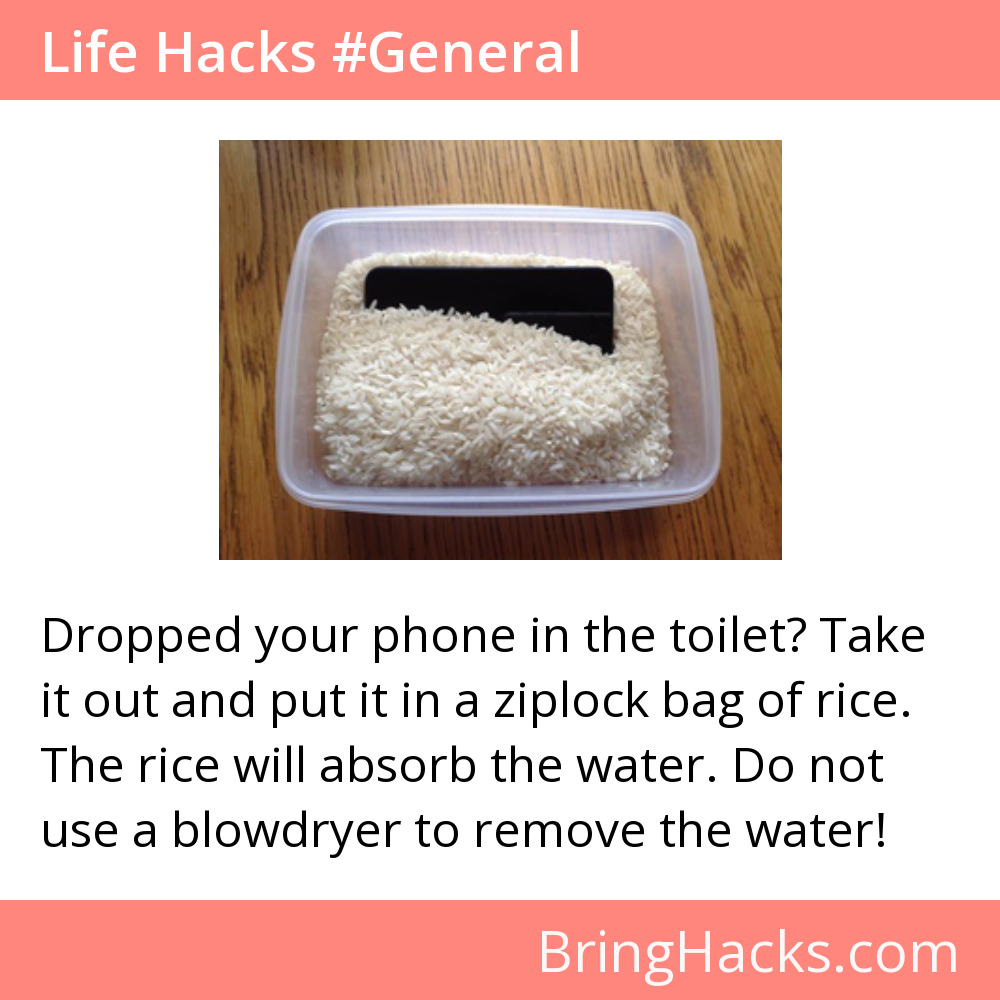 Life Hacks #General
Dropped your phone in the toilet? Take
it out and put it in a ziplock bag of rice.
The rice will absorb the water. Do not
use a blowdryer to remove the water!
BringHacks.com